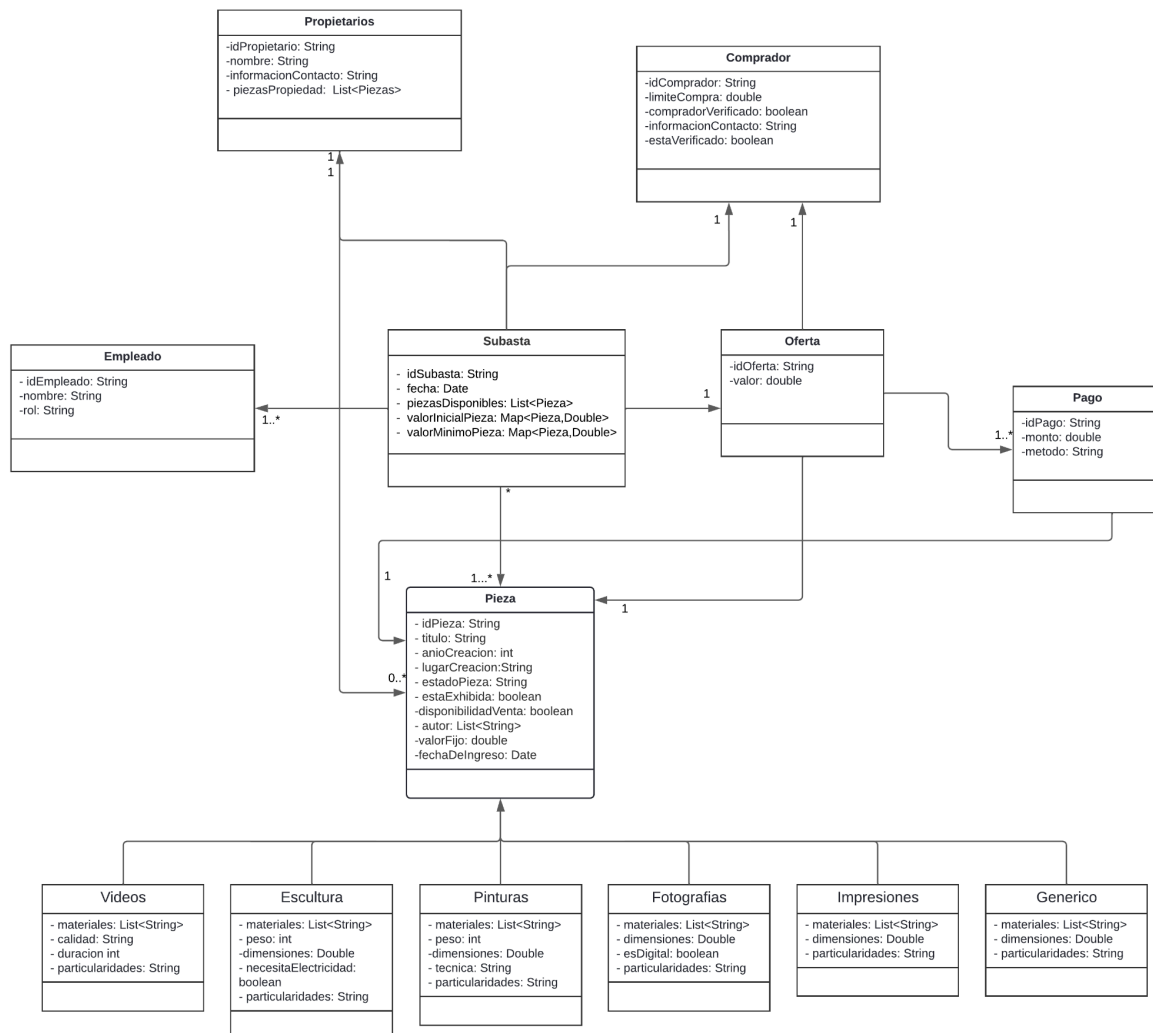 Propietarios
-idPropietario: String
-nombre: String
-informacionContacto: String
- piezasPropiedad:  List<Piezas>
1
1
Comprador
-idComprador: String
-limiteCompra: double
-compradorVerificado: boolean
-informacionContacto: String
-estaVerificado: boolean
1
1
Empleado
- idEmpleado: String
-nombre: String
-rol: String
1..*
Subasta
- idSubasta: String
- fecha: Date
- piezasDisponibles: List<Pieza>
- valorInicialPieza: Map<Pieza,Double>
- valorMinimoPieza: Map<Pieza,Double>
1
*
1...*
Oferta
-idOferta: String
-valor: double
1..*
Pago
-idPago: String
-monto: double
-metodo: String
1
1
0..*
Pieza
- idPieza: String
- titulo: String
- anioCreacion: int
- lugarCreacion:String
- estadoPieza: String
- estaExhibida: boolean
-disponibilidadVenta: boolean
- autor: List<String>
-valorFijo: double
-fechaDeIngreso: Date
Videos
- materiales: List<String>
- calidad: String
- duracion int
- particularidades: String
Escultura
- materiales: List<String>
- peso: int
-dimensiones: Double
- necesitaElectricidad:
boolean
- particularidades: String
Pinturas
- materiales: List<String>
- peso: int
-dimensiones: Double
- tecnica: String
- particularidades: String
Fotografias
- materiales: List<String>
- dimensiones: Double
- esDigital: boolean
- particularidades: String
Impresiones
- materiales: List<String>
- dimensiones: Double
- particularidades: String
Generico
- materiales: List<String>
- dimensiones: Double
- particularidades: String